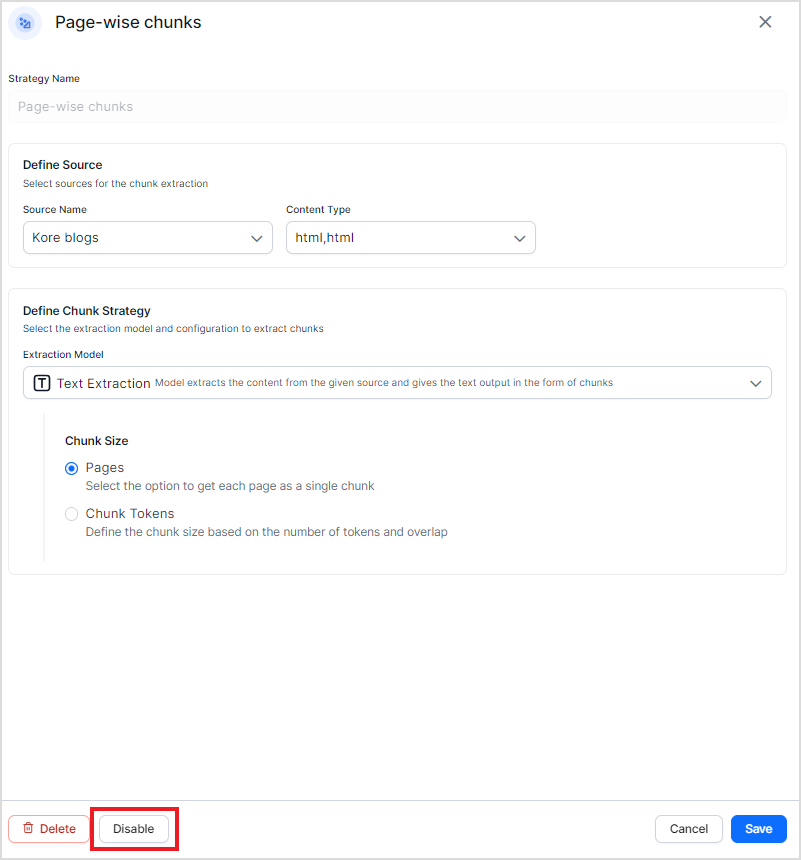 Page-wise chunks
Strategy Name
Page-wise chunks
Define Source
Select sources for the chunk extraction
Source Name Content Type
Kore blogs html,html
Define Chunk Strategy
Select the extraction model and configuration to extract chunks
Extraction Model
T Text Extraction Model extracts the content from the given source and gives the text output in the form of chunks
Chunk Size
Pages
Select the option to get each page as a single chunk
Chunk Tokens
Define the chunk size based on the number of tokens and overlap
Delete Disable Cancel Save